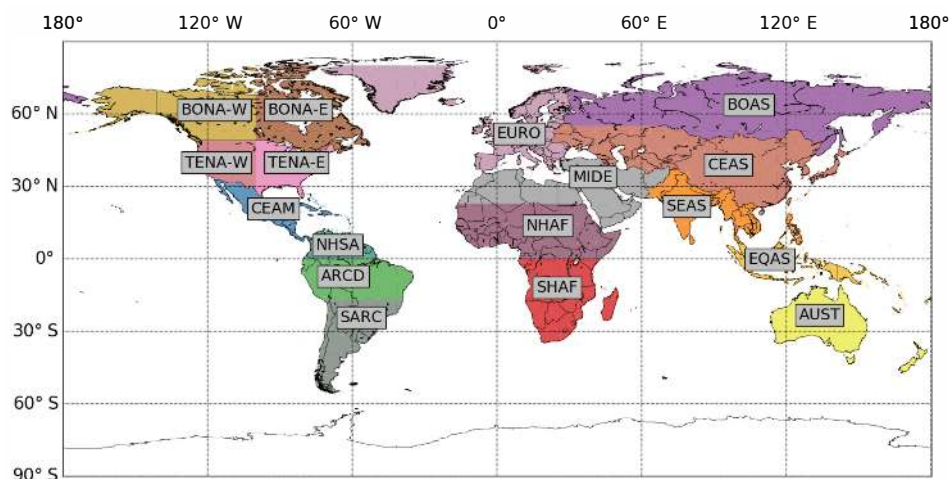 180° 120° W 60° W 0° 60° E 120° E 180°
60° N
BONA-W BONA-E BOAS
EURO
TENA-W TENA-E CEAS
MIDE
30° N
CEAM SEAS
NHAF
NHSA
0° EQAS
ARCD
SHAF
SARC AUST
30° S
60° S
90° S